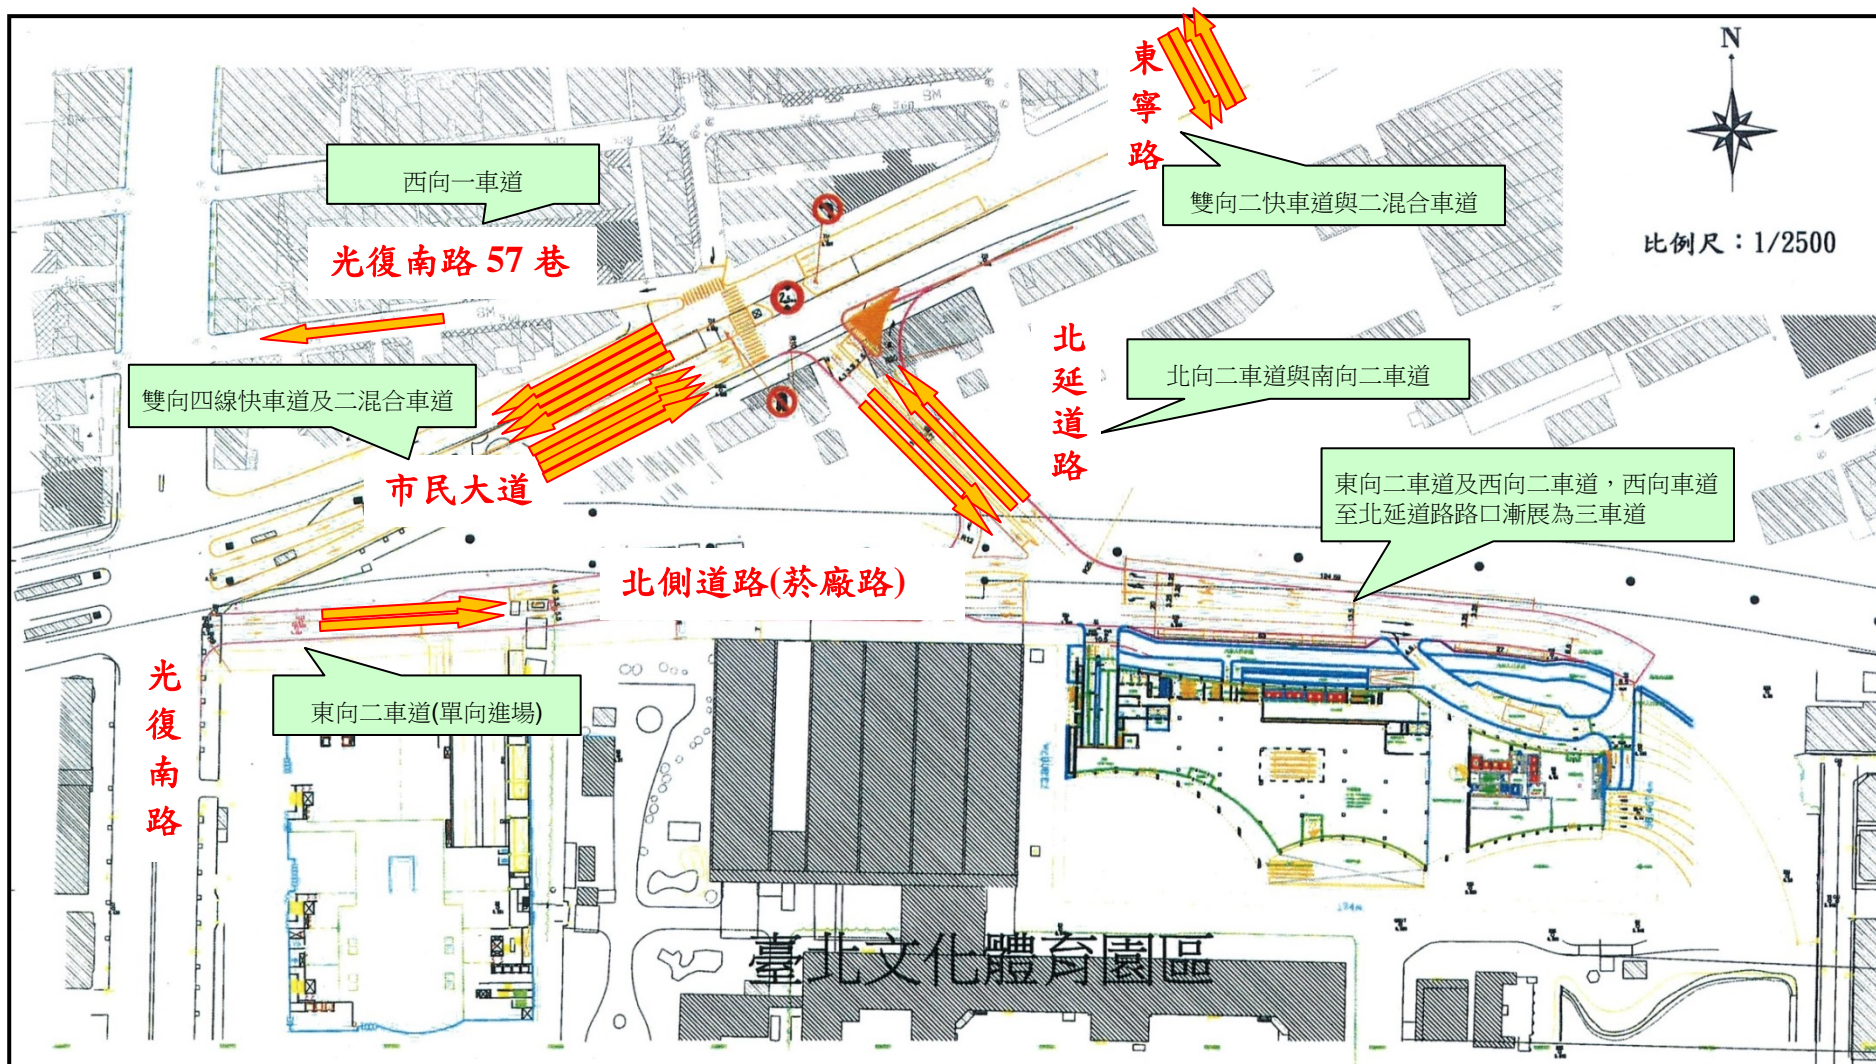 N
比例尺：1/2500
東寧路
雙向二快車道與二混合車道
西向一車道
光復南路 57 巷
雙向四線快車道及二混合車道
市民大道
北延道路
北向二車道與南向二車道
東向二車道及西向二車道，西向車道
至北延道路路口漸展為三車道
北側道路(菸廠路)
東向二車道(單向進場)
光復南路
臺北文化體育園區